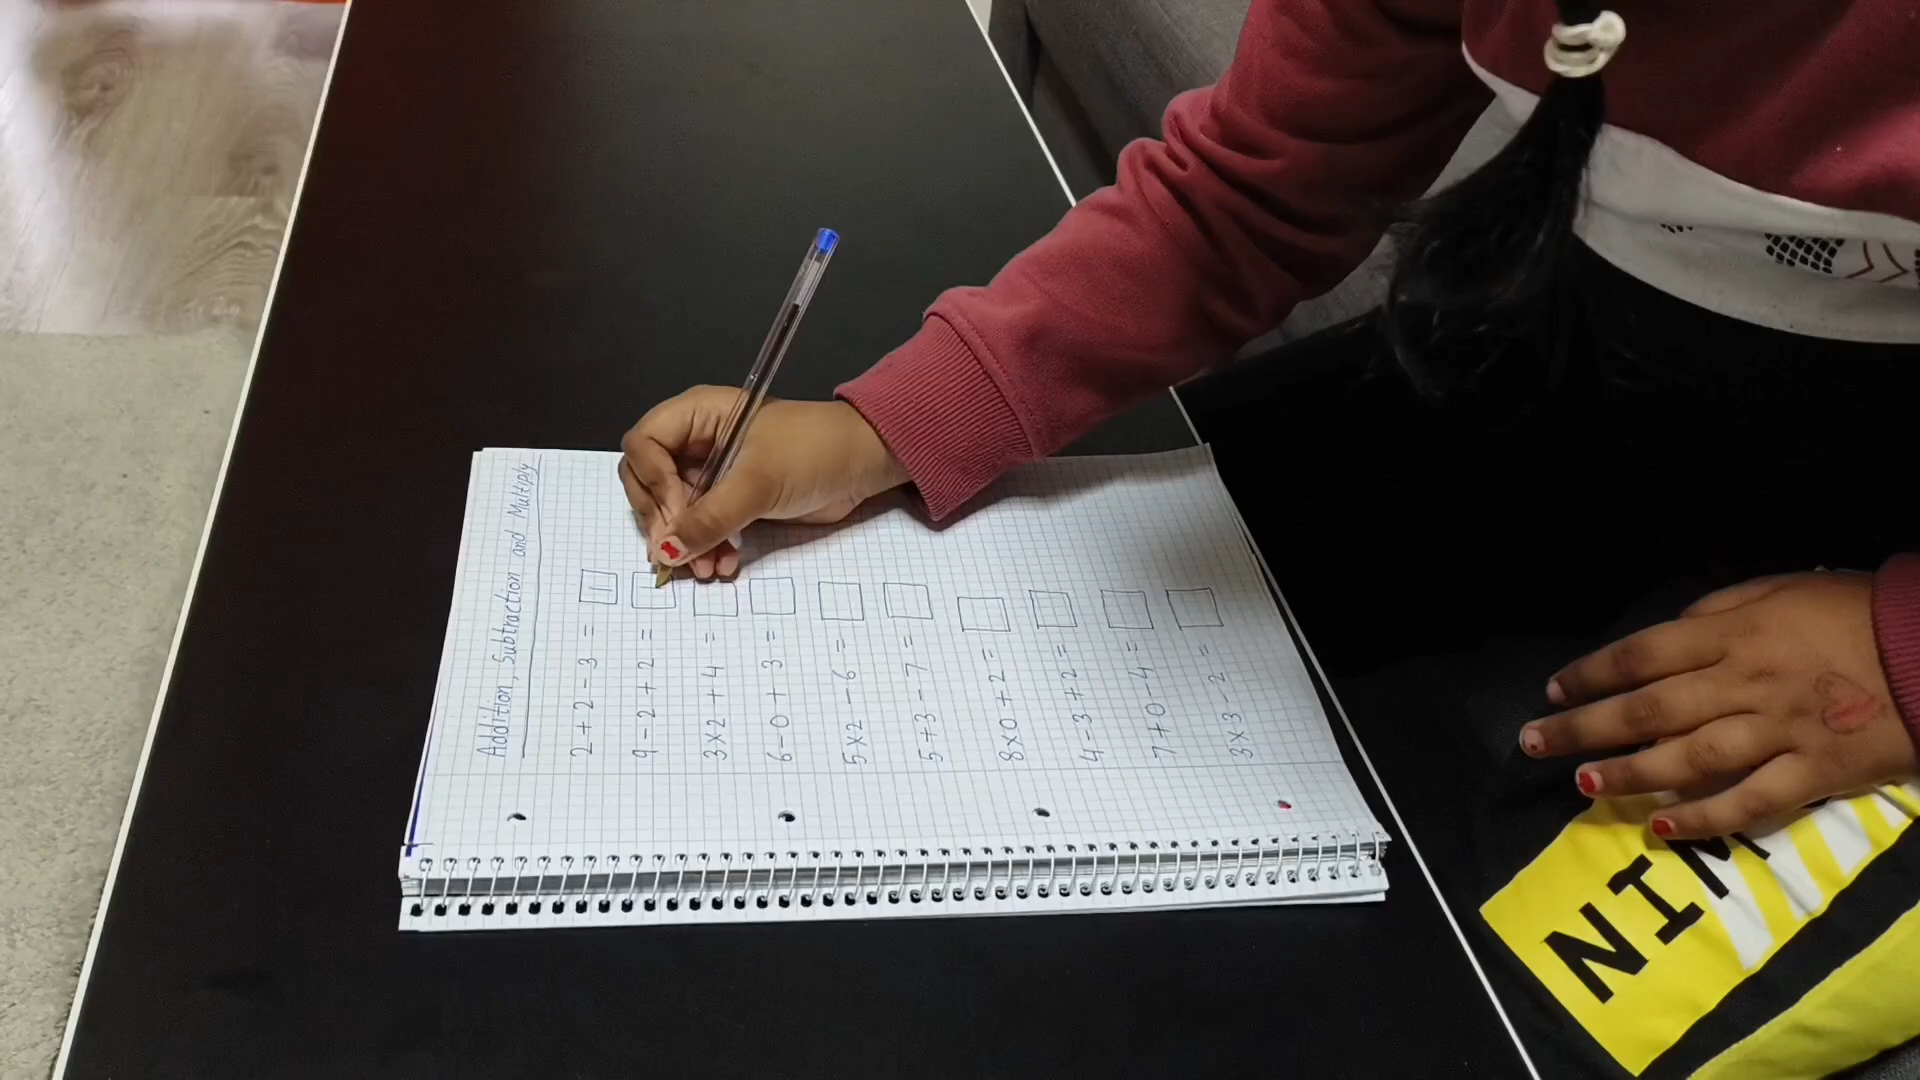 Addition, Subtraction and Multiply
2 + 2 - 3 = 1
9 - 2 + 2 =
3 x 2 + 4 =
6 - 0 + 3 =
5 x 2 - 6 =
5 + 3 - 7 =
8 x 0 + 2 =
4 - 3 + 2 =
7 + 0 - 4 =
3 x 3 - 2 =
NIM